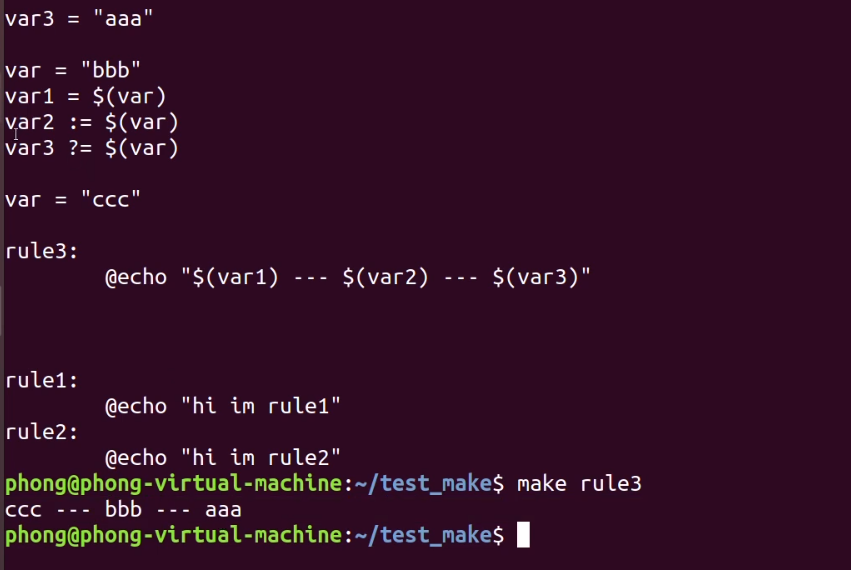 var3 = "aaa"
var = "bbb"
var1 = $(var)
var2 := $(var)
var3 ?= $(var)
var = "ccc"
rule3:
@echo "$(var1) --- $(var2) --- $(var3)"
rule1:
@echo "hi im rule1"
rule2:
@echo "hi im rule2"
phong@phong-virtual-machine:~/test_make$ make rule3
ccc --- bbb --- aaa
phong@phong-virtual-machine:~/test_make$